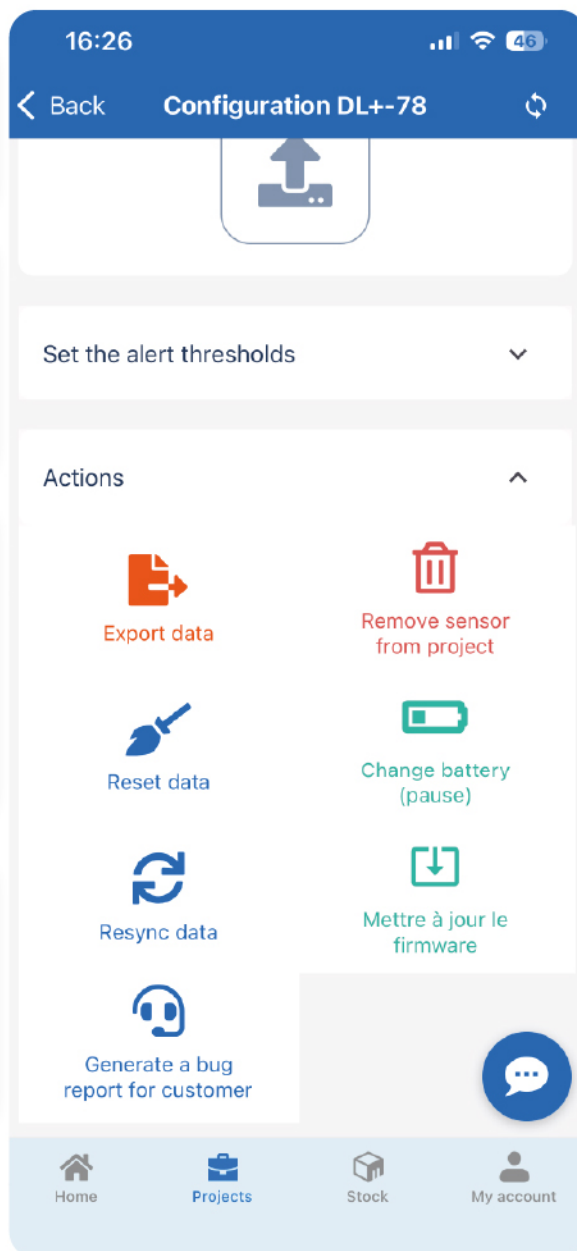 16:26
46
Back
Configuration DL+-78
Set the alert thresholds
Actions
Export data
Remove sensor
from project
Reset data
Change battery
(pause)
Resync data
Mettre à jour le
firmware
Generate a bug
report for customer
Home
Projects
Stock
My account